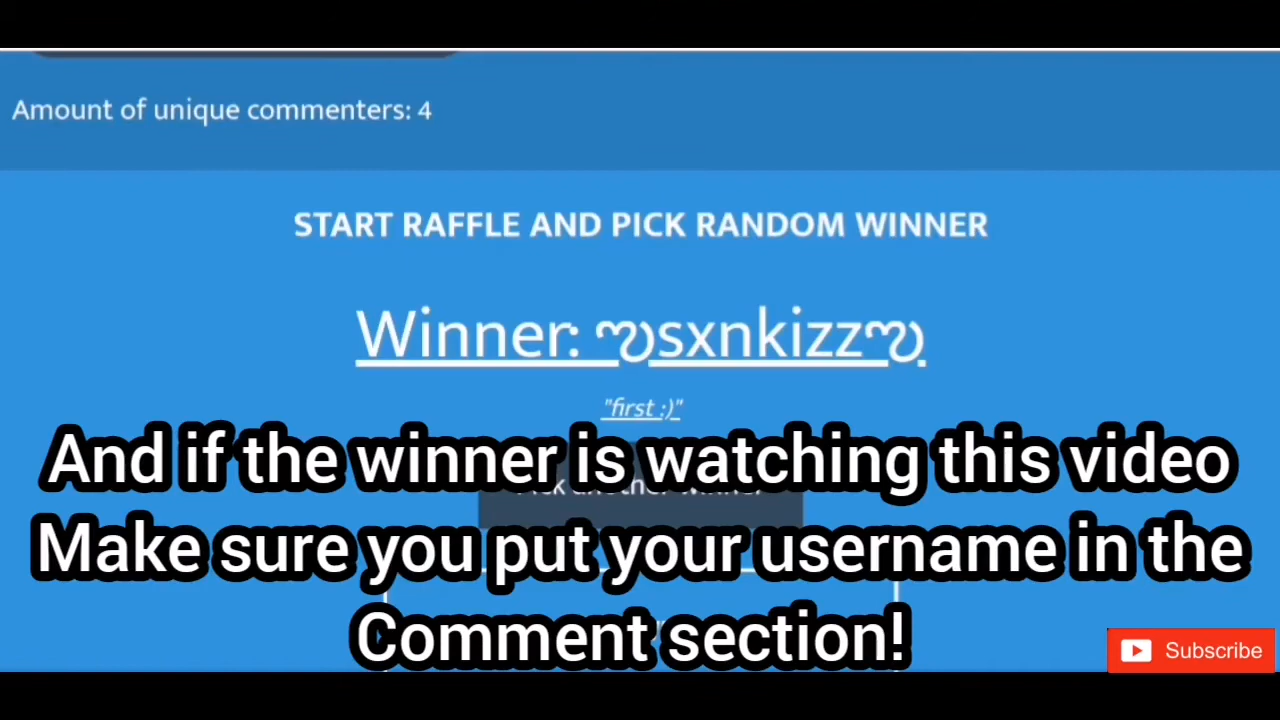 Amount of unique commenters: 4
START RAFFLE AND PICK RANDOM WINNER
Winner: ఌsxnkizzఌ
"first :)"
And if the winner is watching this video
Make sure you put your username in the
Comment section!
Subscribe